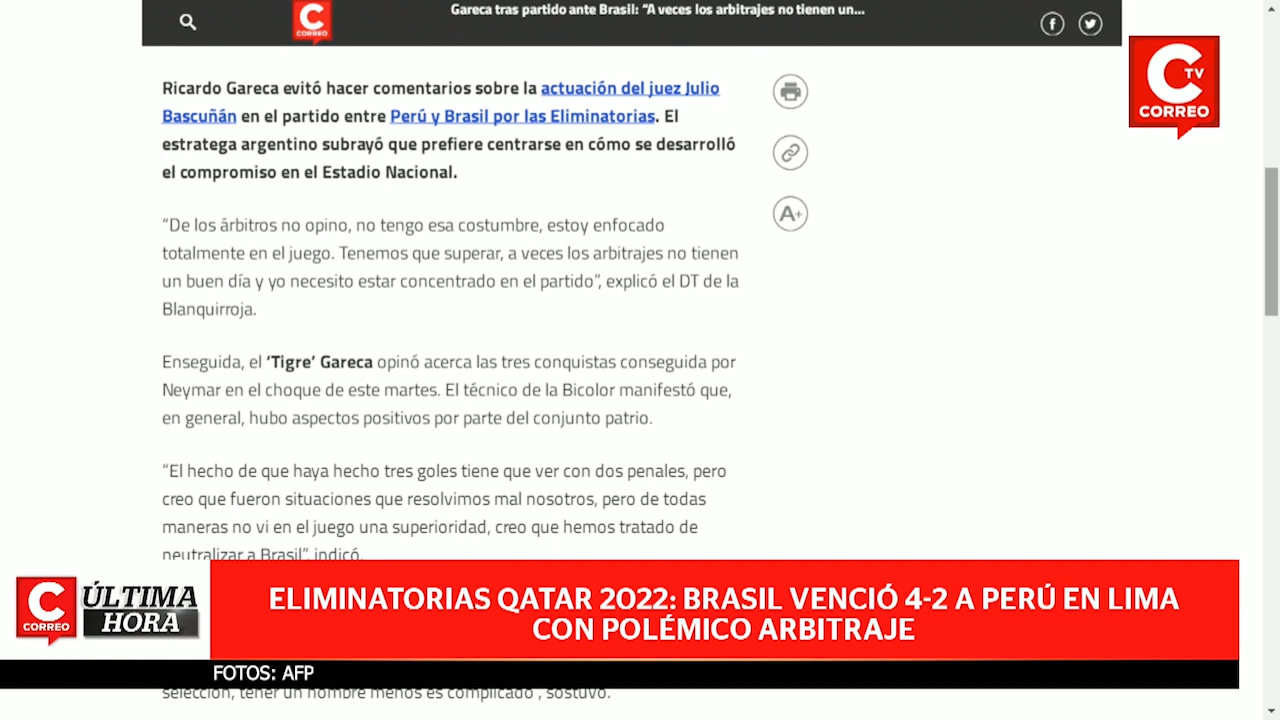 Gareca tras partido ante Brasil: “A veces los arbitrajes no tienen un...
C
CORREO
C TV
CORREO
Ricardo Gareca evitó hacer comentarios sobre la actuación del juez Julio
Bascuñán en el partido entre Perú y Brasil por las Eliminatorias. El
estratega argentino subrayó que prefiere centrarse en cómo se desarrolló
el compromiso en el Estadio Nacional.
A+
“De los árbitros no opino, no tengo esa costumbre, estoy enfocado
totalmente en el juego. Tenemos que superar, a veces los arbitrajes no tienen
un buen día y yo necesito estar concentrado en el partido”, explicó el DT de la
Blanquirroja.
Enseguida, el ‘Tigre’ Gareca opinó acerca las tres conquistas conseguida por
Neymar en el choque de este martes. El técnico de la Bicolor manifestó que,
en general, hubo aspectos positivos por parte del conjunto patrio.
“El hecho de que haya hecho tres goles tiene que ver con dos penales, pero
creo que fueron situaciones que resolvimos mal nosotros, pero de todas
maneras no vi en el juego una superioridad, creo que hemos tratado de
neutralizar a Brasil”, indicó.
C
CORREO
ÚLTIMA
HORA
ELIMINATORIAS QATAR 2022: BRASIL VENCIÓ 4-2 A PERÚ EN LIMA
CON POLÉMICO ARBITRAJE
FOTOS: AFP
selección, tener un hombre menos es complicado”, sostuvo.